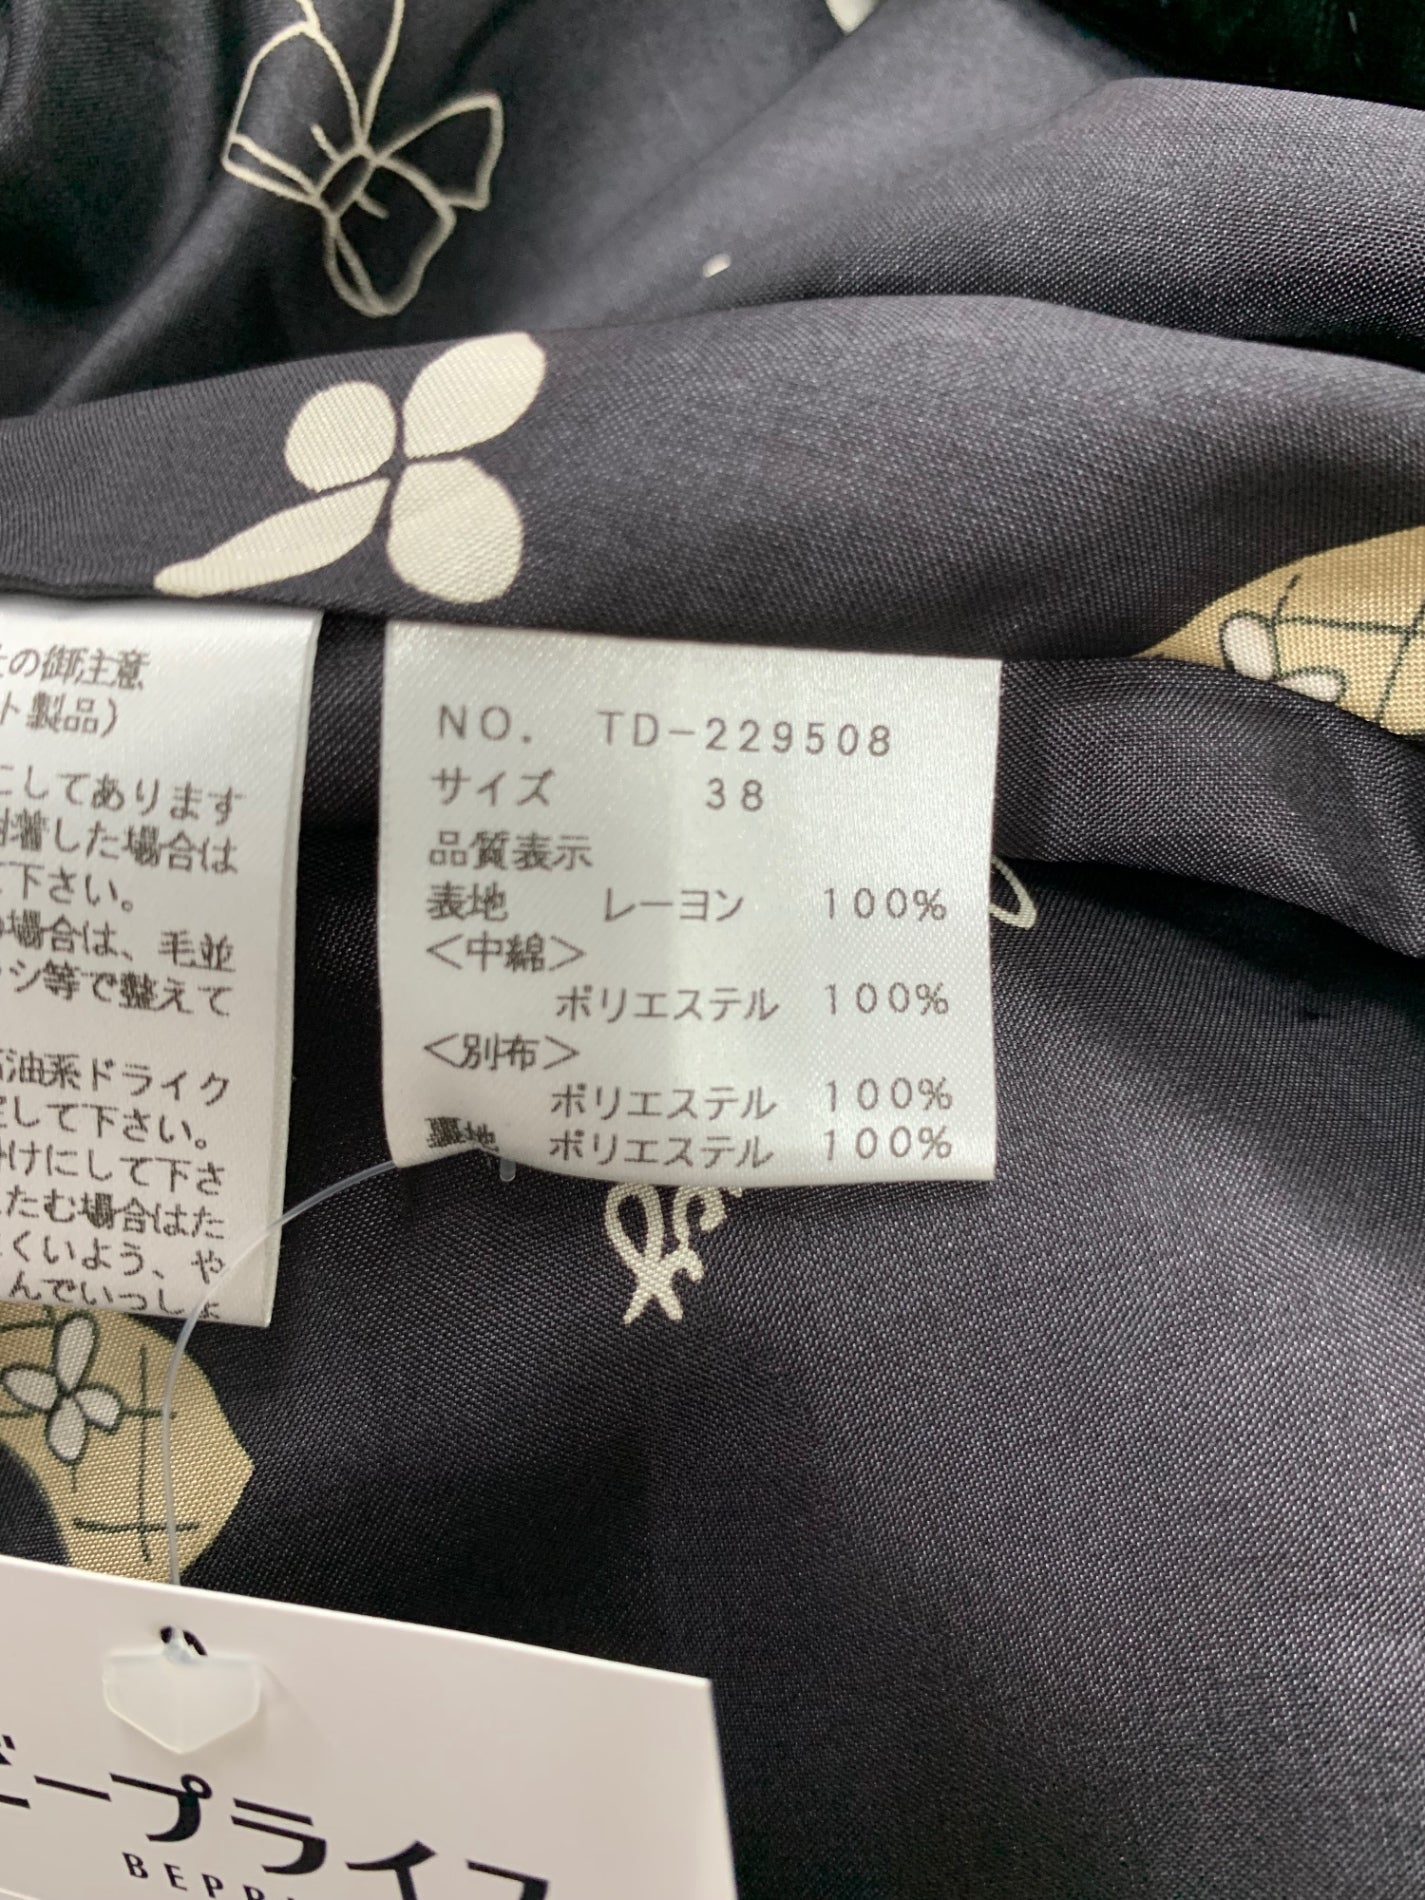 の御注意
ト製品)
にしてあります
着した場合は
下さい。
場合は、毛並
シ等で整えて
油系ドライク
して下さい。
けにして下さ
たむ場合はた
くいよう、や
んでいっしょ
NO. TD-229508
サイズ 38
品質表示
表地 レーヨン 100%
<中綿>
ポリエステル 100%
<別布>
ポリエステル 100%
裏地 ポリエステル 100%
ープライス
BEPR